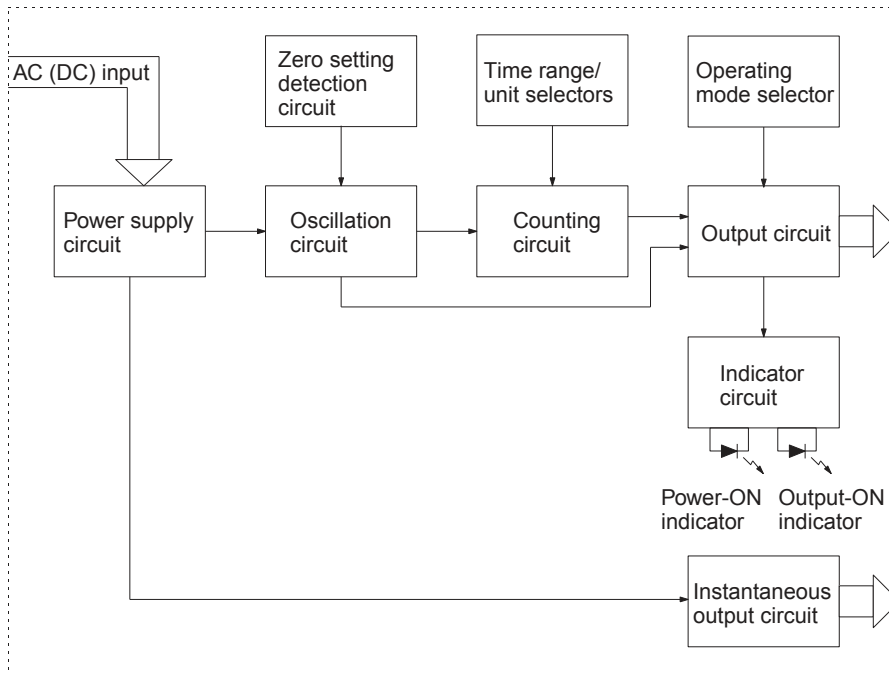 AC (DC) input
Zero setting
detection
circuit
Time range/
unit selectors
Operating
mode selector
Power supply
circuit
Oscillation
circuit
Counting
circuit
Output circuit
Indicator
circuit
Power-ON
indicator
Output-ON
indicator
Instantaneous
output circuit